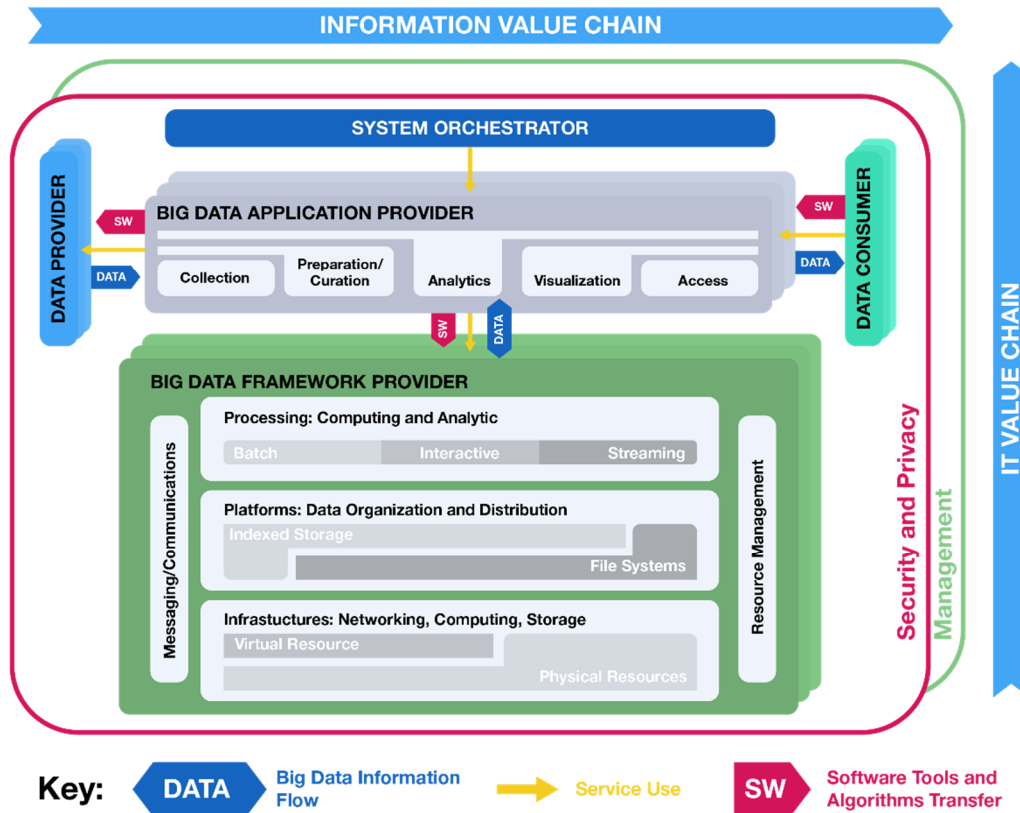 INFORMATION VALUE CHAIN
SYSTEM ORCHESTRATOR
DATA PROVIDER
SW
DATA
BIG DATA APPLICATION PROVIDER
Collection
Preparation/
Curation
Analytics
Visualization
Access
SW
DATA
DATA CONSUMER
SW
DATA
BIG DATA FRAMEWORK PROVIDER
Messaging/Communications
Processing: Computing and Analytic
Batch
Interactive
Streaming
Platforms: Data Organization and Distribution
Indexed Storage
File Systems
Infrastuctures: Networking, Computing, Storage
Virtual Resource
Physical Resources
Resource Management
Security and Privacy
Management
IT VALUE CHAIN
Key:
DATA
Big Data Information
Flow
Service Use
SW
Software Tools and
Algorithms Transfer